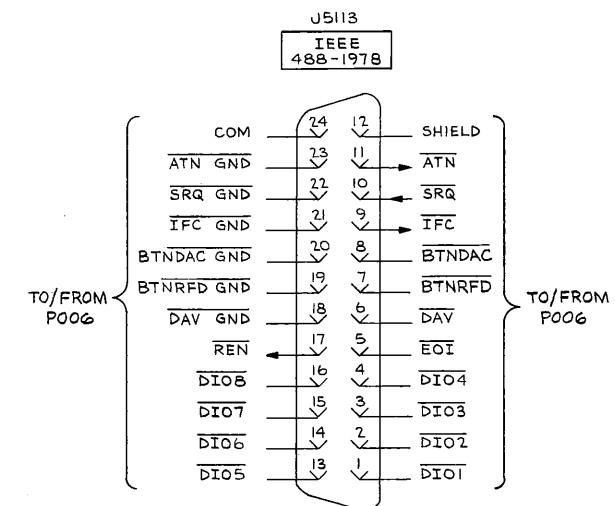 J5113
IEEE
488-1978
COM 24 12 SHIELD
ATN GND 23 11 ATN
SRQ GND 22 10 SRQ
IFC GND 21 9 IFC
BTNDAC GND 20 8 BTNDAC
BTNRFD GND 19 7 BTNRFD
TO/FROM
P006
TO/FROM
P006
DAV GND 18 6 DAV
REN 17 5 EOI
DIO8 16 4 DIO4
DIO7 15 3 DIO3
DIO6 14 2 DIO2
DIO5 13 1 DIO1